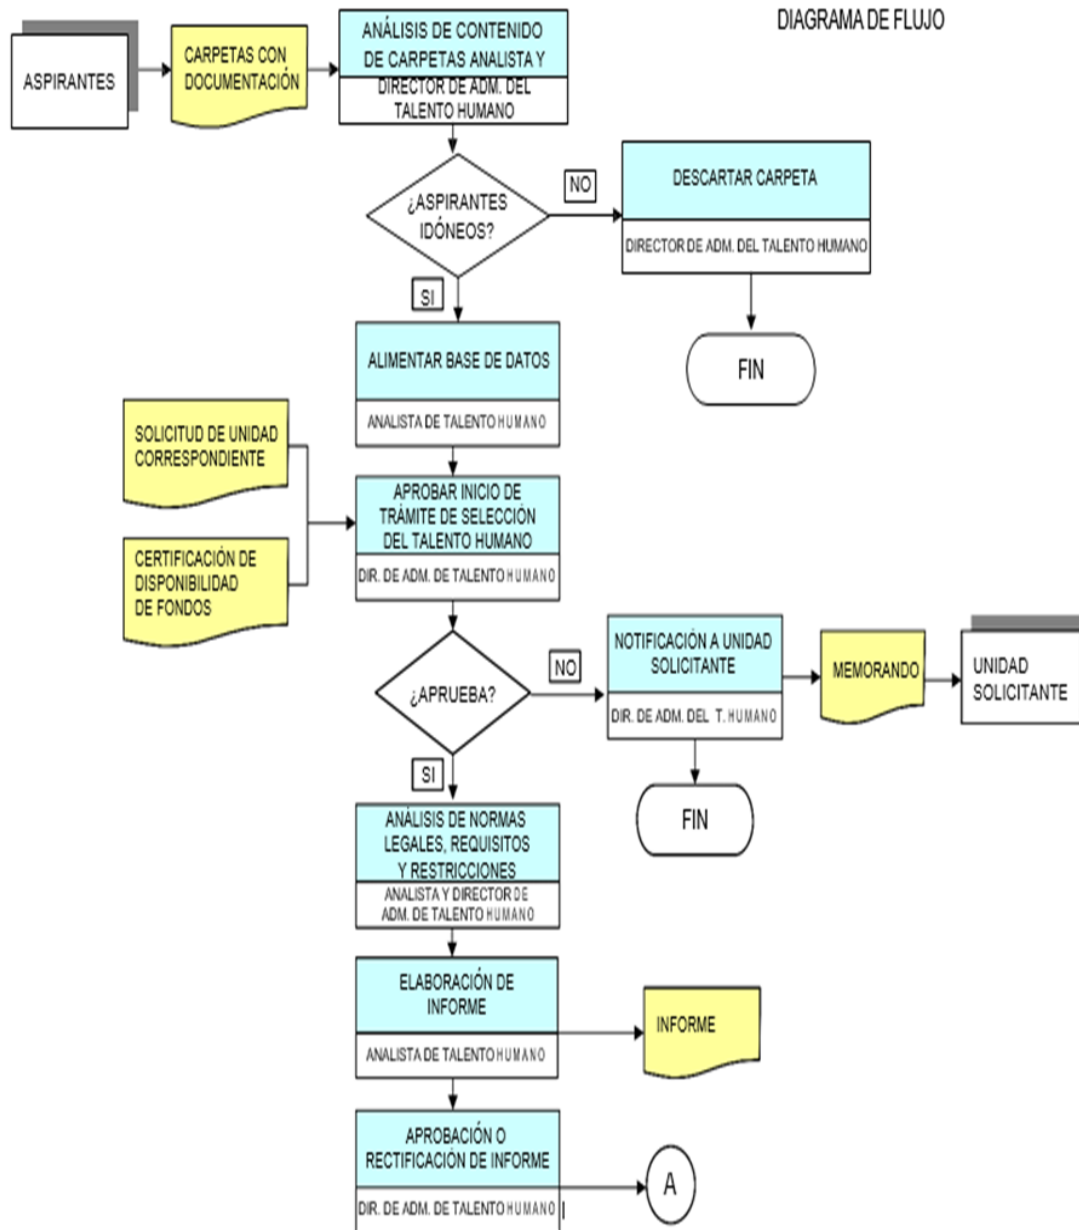 DIAGRAMA DE FLUJO
ASPIRANTES
CARPETAS CON
DOCUMENTACIÓN
ANÁLISIS DE CONTENIDO
DE CARPETAS ANALISTA Y
DIRECTOR DE ADM. DEL
TALENTO HUMANO
¿ASPIRANTES
IDÓNEOS?
NO
DESCARTAR CARPETA
DIRECTOR DE ADM. DEL TALENTO HUMANO
FIN
SI
ALIMENTAR BASE DE DATOS
ANALISTA DE TALENTO HUMANO
SOLICITUD DE UNIDAD
CORRESPONDIENTE
CERTIFICACIÓN DE
DISPONIBILIDAD
DE FONDOS
APROBAR INICIO DE
TRÁMITE DE SELECCIÓN
DEL TALENTO HUMANO
DIR. DE ADM. DE TALENTO HUMANO
¿APRUEBA?
NO
NOTIFICACIÓN A UNIDAD
SOLICITANTE
DIR. DE ADM. DEL T. HUMANO
MEMORANDO
UNIDAD
SOLICITANTE
FIN
SI
ANÁLISIS DE NORMAS
LEGALES, REQUISITOS
Y RESTRICCIONES
ANALISTA Y DIRECTOR DE
ADM. DE TALENTO HUMANO
ELABORACIÓN DE
INFORME
ANALISTA DE TALENTO HUMANO
INFORME
APROBACIÓN O
RECTIFICACIÓN DE INFORME
DIR. DE ADM. DE TALENTO HUMANO
A